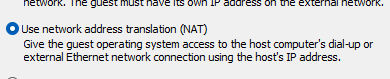 network. The guest must have its own IP address on the external network.
Use network address translation (NAT)
Give the guest operating system access to the host computer's dial-up or
external Ethernet network connection using the host's IP address.